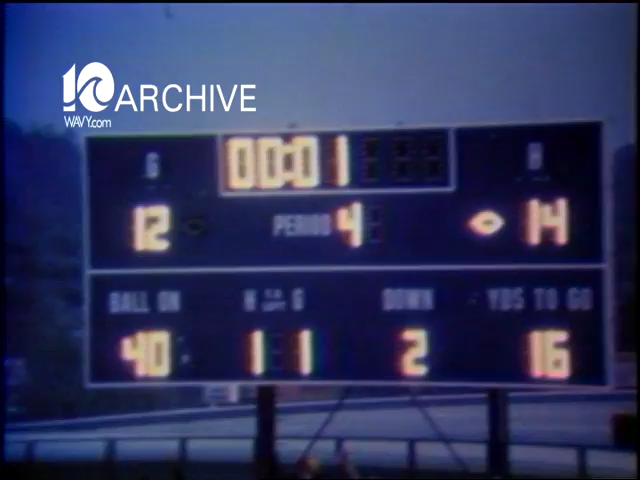 10 ARCHIVE
WAVY.com
G 00:01 H
12 PERIOD 4 14
BALL ON H T.O. LEFT G DOWN YDS TO GO
40 1 1 2 16